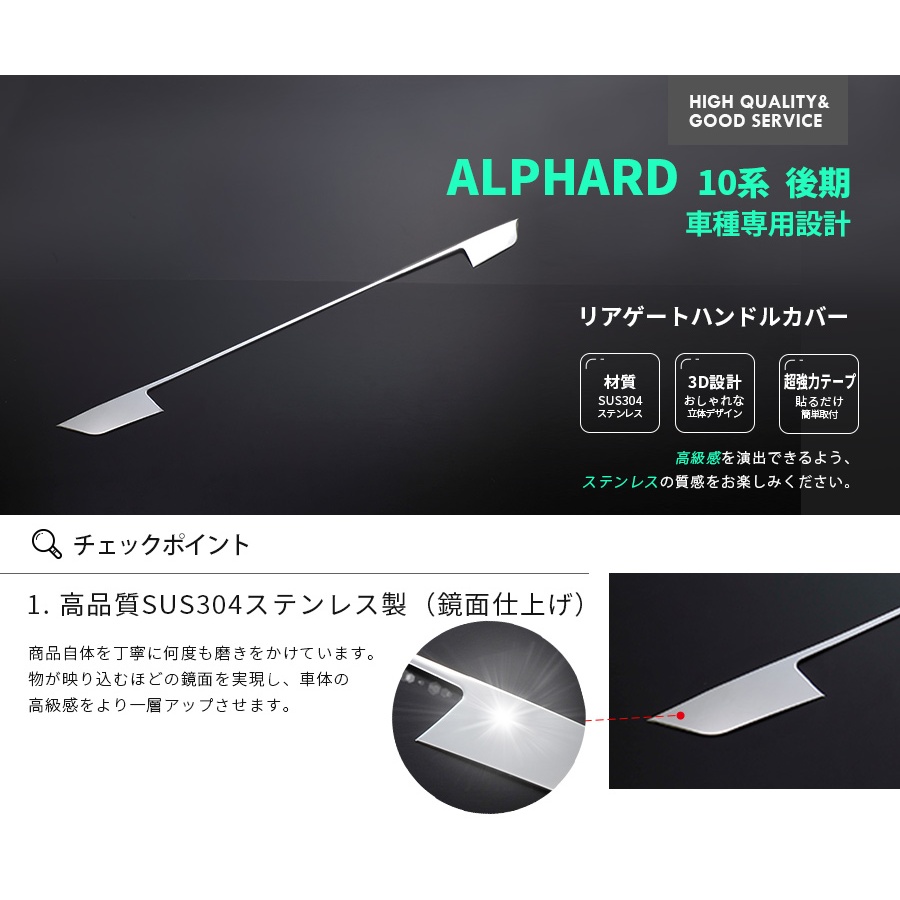 HIGH QUALITY&
GOOD SERVICE
ALPHARD 10系 後期
車種専用設計
リアゲートハンドルカバー
材質
SUS304
ステンレス
3D設計
おしゃれな
立体デザイン
超強力テープ
貼るだけ
簡単取付
高級感を演出できるよう、
ステンレスの質感をお楽しみください。
チェックポイント
1. 高品質SUS304ステンレス製（鏡面仕上げ）
商品自体を丁寧に何度も磨きをかけています。
物が映り込むほどの鏡面を実現し、車体の
高級感をより一層アップさせます。